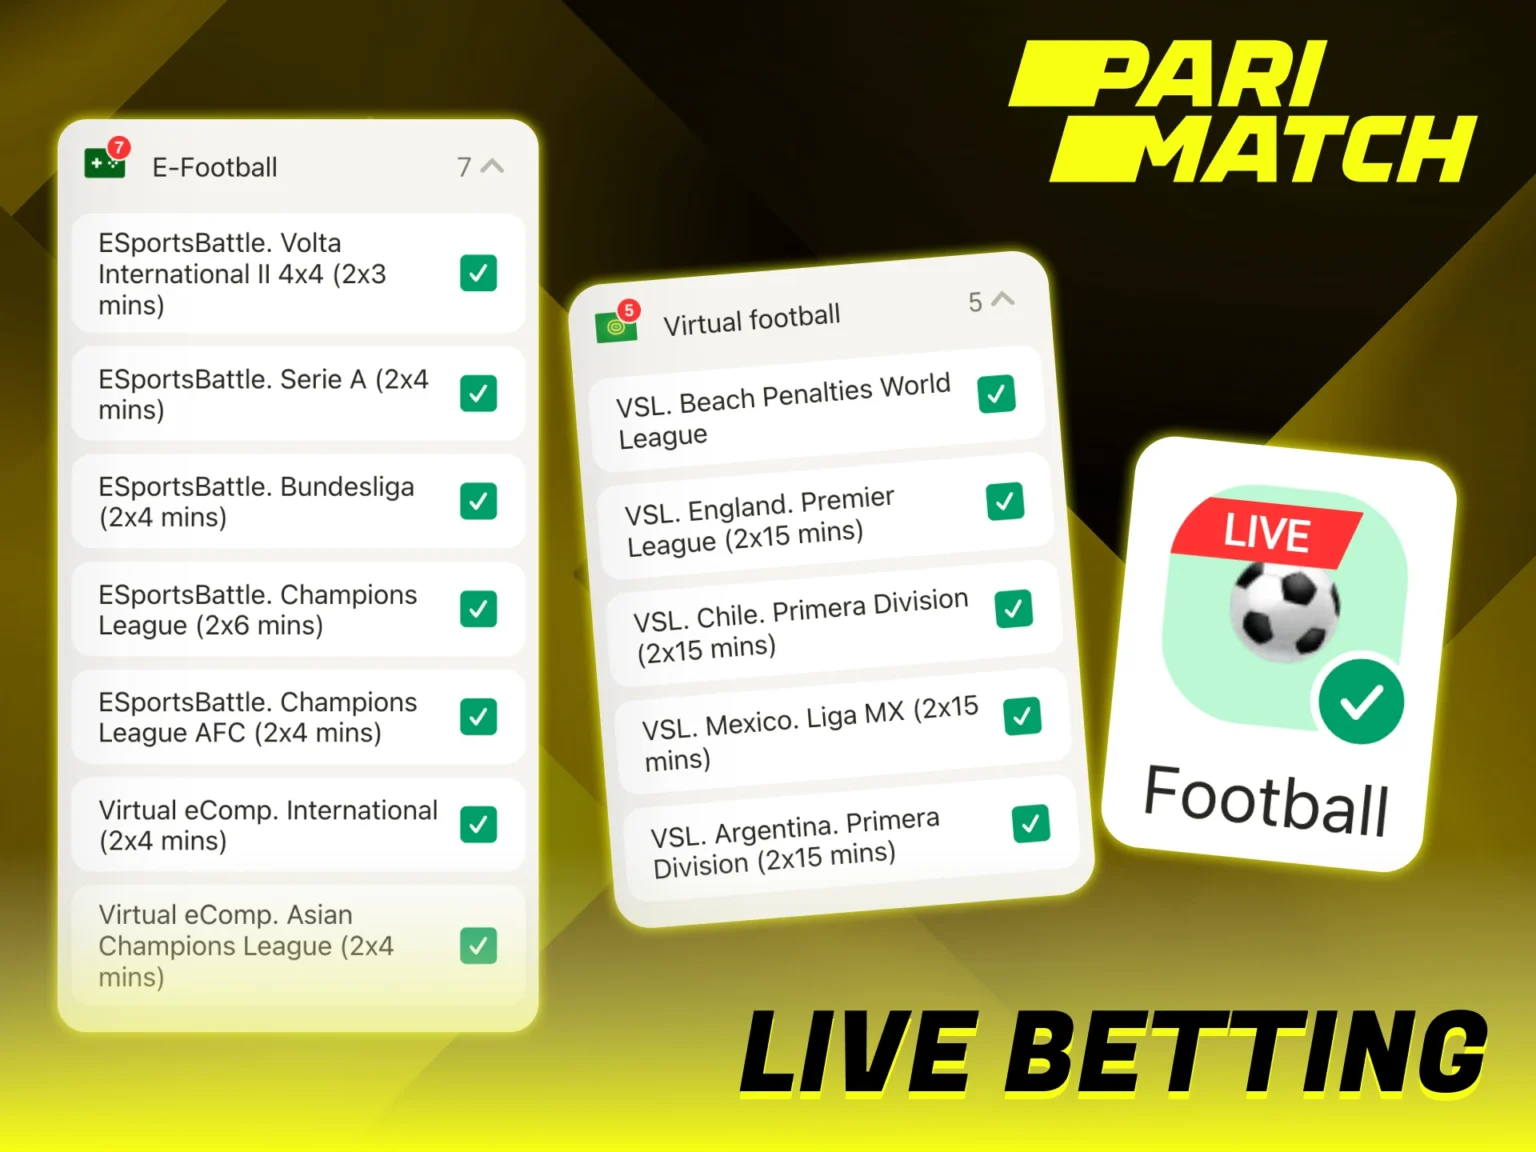 PARI
MATCH
7
E-Football
7
ESportsBattle. Volta
International II 4x4 (2x3
mins)
ESportsBattle. Serie A (2x4
mins)
ESportsBattle. Bundesliga
(2x4 mins)
ESportsBattle. Champions
League (2x6 mins)
ESportsBattle. Champions
League AFC (2x4 mins)
Virtual eComp. International
(2x4 mins)
Virtual eComp. Asian
Champions League (2x4
mins)
5
Virtual football
5
VSL. Beach Penalties World
League
VSL. England. Premier
League (2x15 mins)
VSL. Chile. Primera Division
(2x15 mins)
VSL. Mexico. Liga MX (2x15
mins)
VSL. Argentina. Primera
Division (2x15 mins)
LIVE
Football
LIVE BETTING